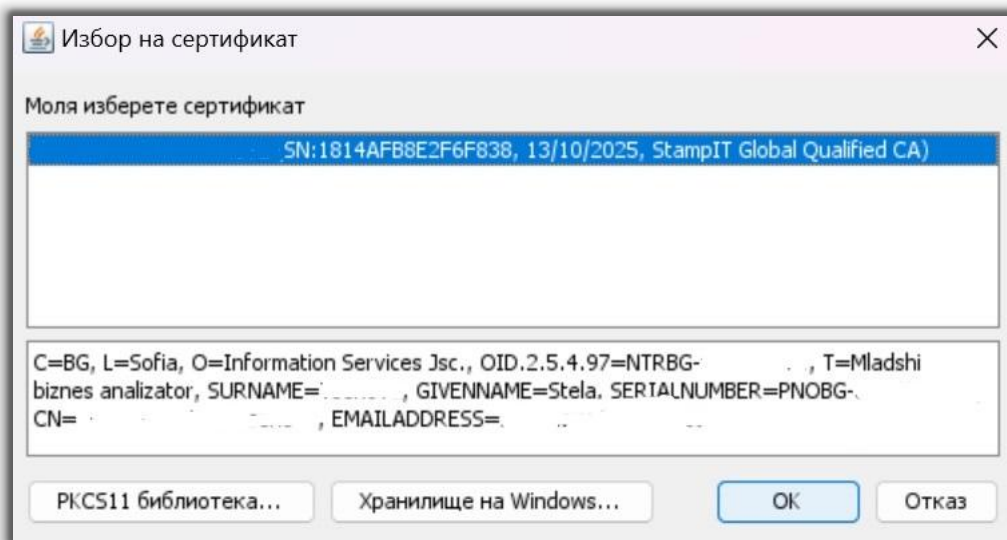 Избор на сертификат
Моля изберете сертификат
SN:1814AFB8E2F6F838, 13/10/2025, StampIT Global Qualified CA)
C=BG, L=Sofia, O=Information Services Jsc., OID.2.5.4.97=NTRBG- , T=Mladshi
biznes analizator, SURNAME= , GIVENNAME=Stela, SERIALNUMBER=PNOBG-
CN= , EMAILADDRESS=
PKCS11 библиотека... Хранилище на Windows... OK Отказ